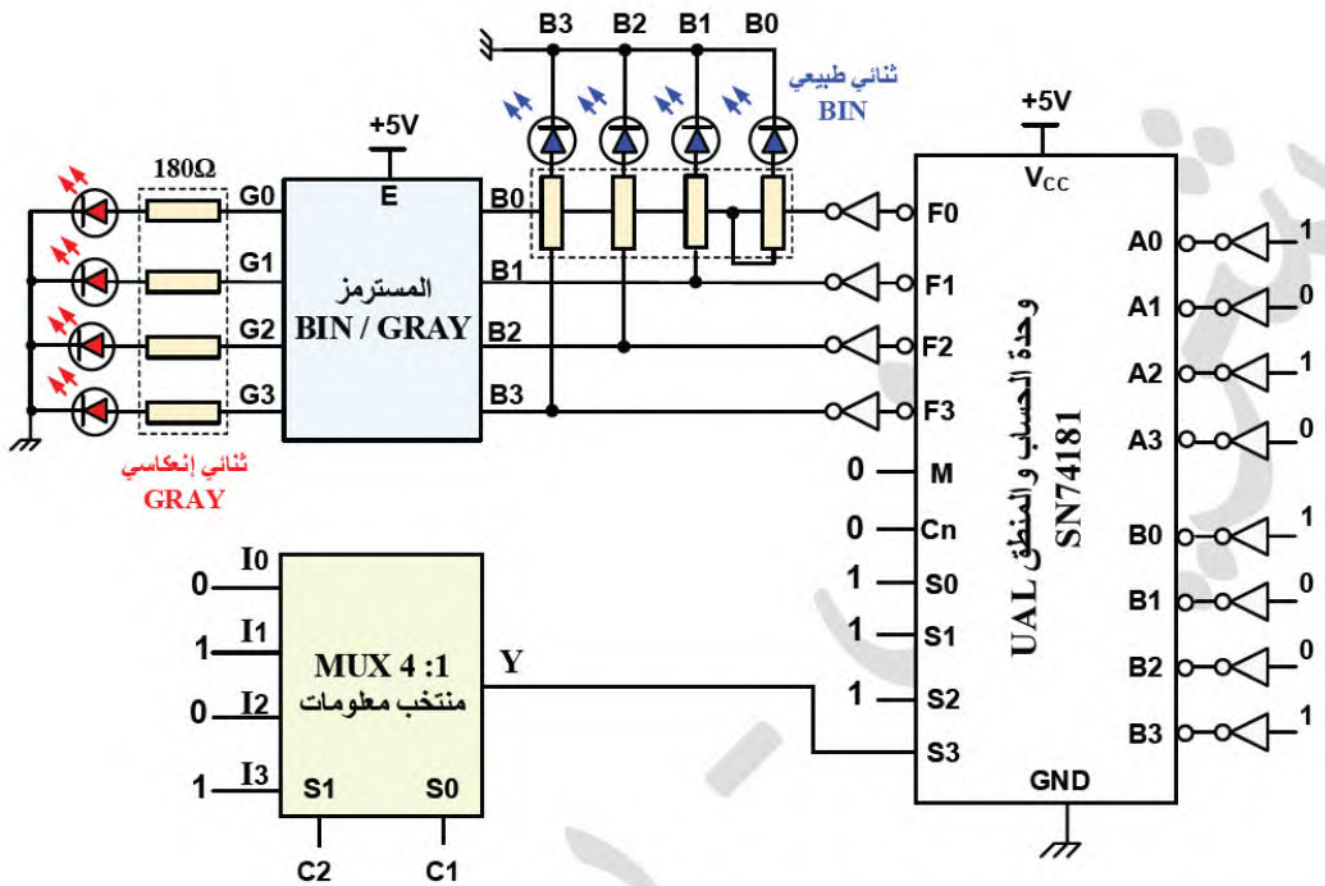 B3 B2 B1 B0
ثنائي طبيعي
BIN
+5V
+5V
180Ω
E
VCC
G0
G1
G2
G3
المسترمز
BIN / GRAY
B0
B1
B2
B3
ثنائي إنعكاسي
GRAY
F0
F1
F2
F3
0 M
0 Cn
1 S0
1 S1
1 S2
S3
وحدة الحساب والمنطق UAL
SN74181
GND
A0 1
A1 0
A2 1
A3 0
B0 1
B1 0
B2 0
B3 1
0 I0
1 I1
0 I2
1 I3
MUX 4 :1
منتخب معلومات
Y
S1 S0
C2 C1